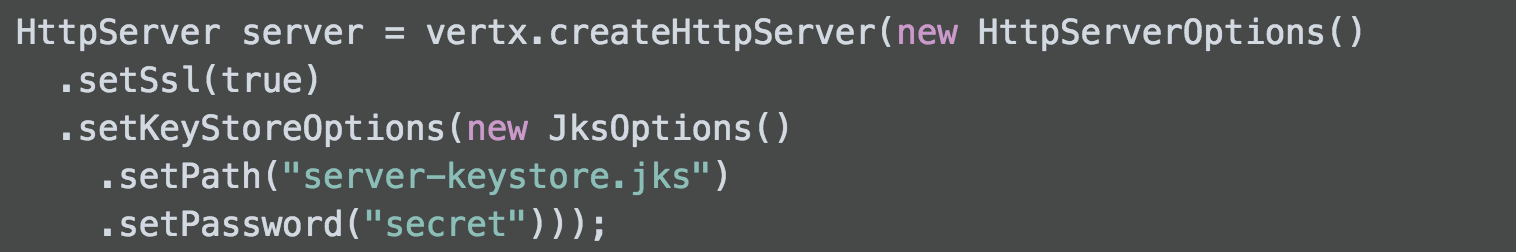 HttpServer server = vertx.createHttpServer(new HttpServerOptions()
  .setSsl(true)
  .setKeyStoreOptions(new JksOptions()
    .setPath("server-keystore.jks")
    .setPassword("secret")));